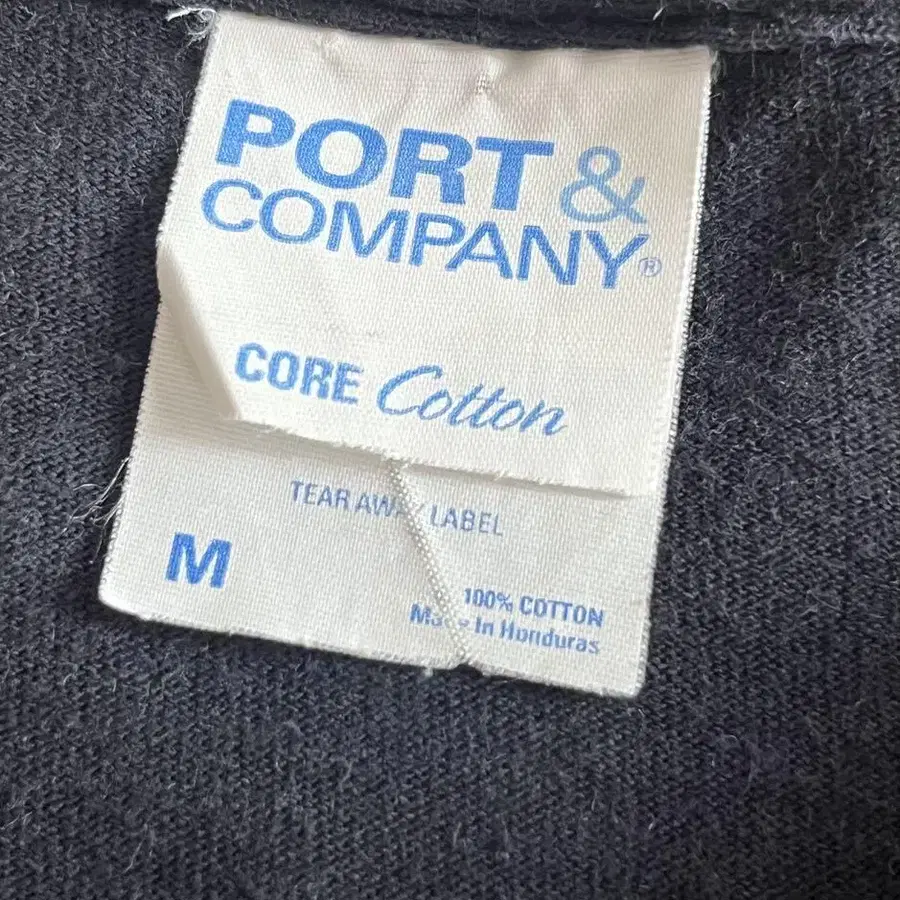 PORT &
COMPANY®
CORE Cotton
TEAR AWAY LABEL
M
100% COTTON
Made In Honduras